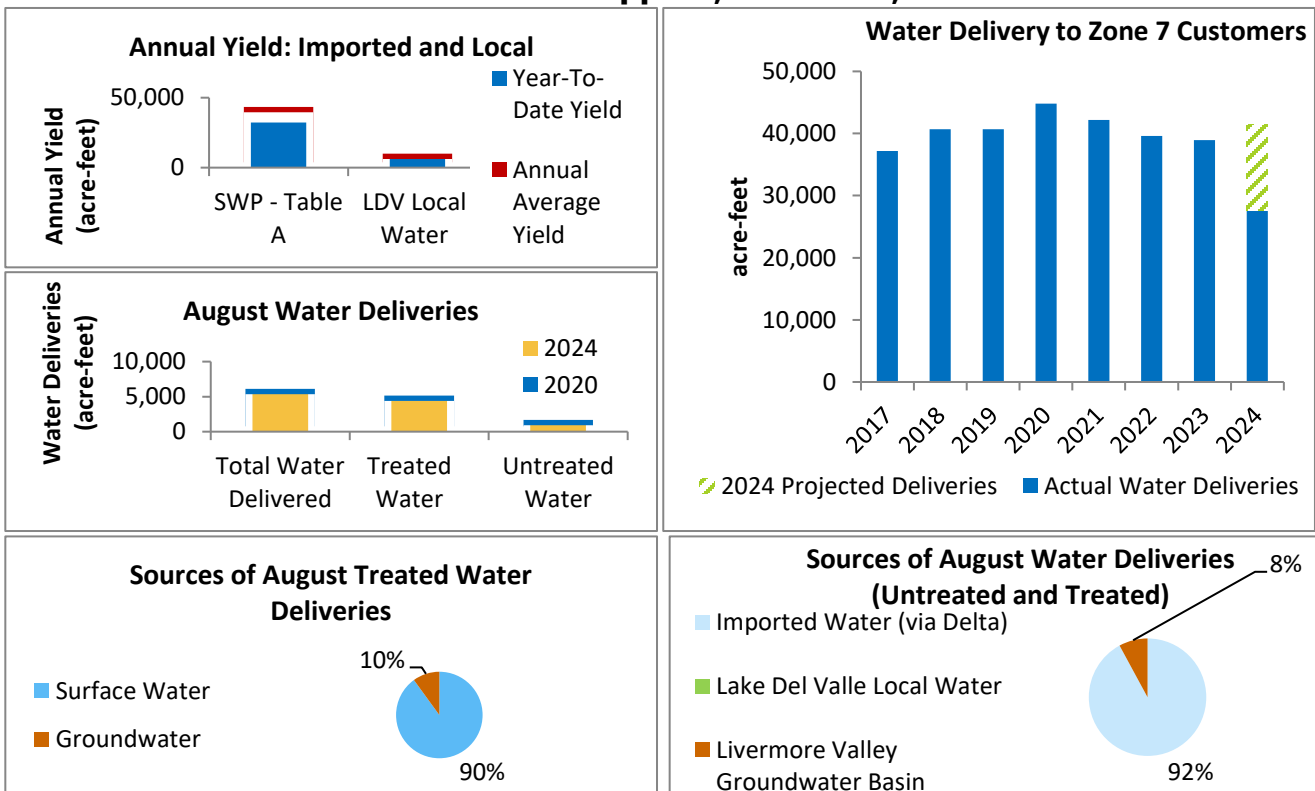 Annual Yield: Imported and Local
Annual Yield
(acre-feet)
50,000
0
SWP - Table
A
LDV Local
Water
Year-To-
Date Yield
Annual
Average
Yield
August Water Deliveries
Water Deliveries
(acre-feet)
10,000
5,000
0
Total Water
Delivered
Treated
Water
Untreated
Water
2024
2020
Water Delivery to Zone 7 Customers
acre-feet
50,000
40,000
30,000
20,000
10,000
0
2017
2018
2019
2020
2021
2022
2023
2024
2024 Projected Deliveries
Actual Water Deliveries
Sources of August Treated Water
Deliveries
Surface Water
Groundwater
10%
90%
Sources of August Water Deliveries
(Untreated and Treated)
Imported Water (via Delta)
Lake Del Valle Local Water
Livermore Valley
Groundwater Basin
8%
92%